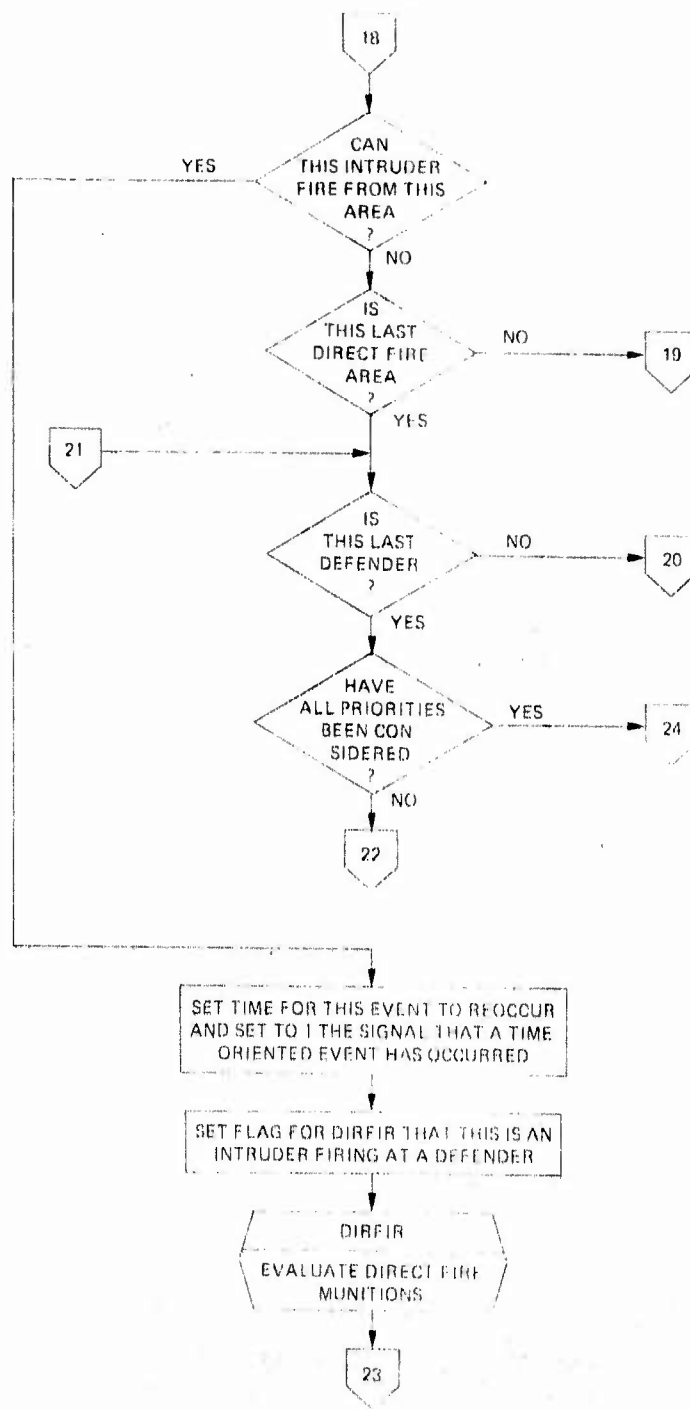 18
CAN
THIS INTRUDER
FIRE FROM THIS
AREA
?
YES
NO
IS
THIS LAST
DIRECT FIRE
AREA
?
NO
19
YES
21
IS
THIS LAST
DEFENDER
?
NO
20
YES
HAVE
ALL PRIORITIES
BEEN CON
SIDERED
?
YES
24
NO
22
SET TIME FOR THIS EVENT TO REOCCUR
AND SET TO 1 THE SIGNAL THAT A TIME
ORIENTED EVENT HAS OCCURRED
SET FLAG FOR DIRFIR THAT THIS IS AN
INTRUDER FIRING AT A DEFENDER
DIRFIR
EVALUATE DIRECT FIRE
MUNITIONS
23